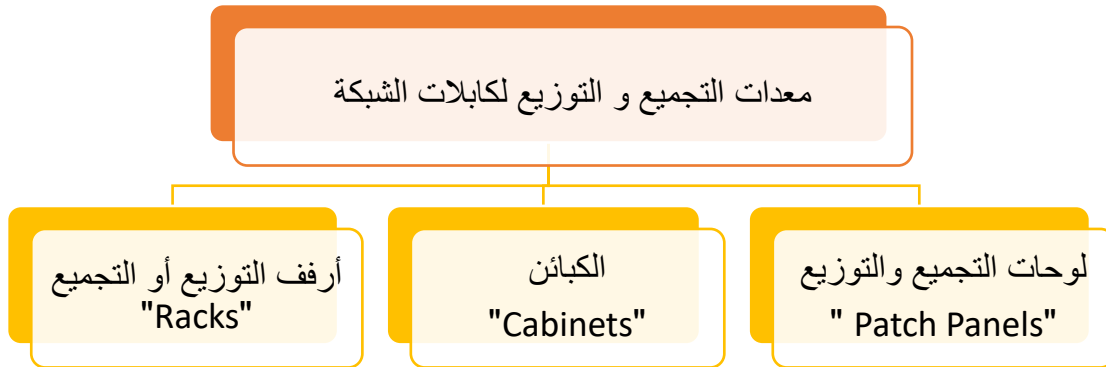 معدات التجميع و التوزيع لكابلات الشبكة
لوحات التجميع والتوزيع
" Patch Panels"
الكبائن
"Cabinets"
أرفف التوزيع أو التجميع
"Racks"